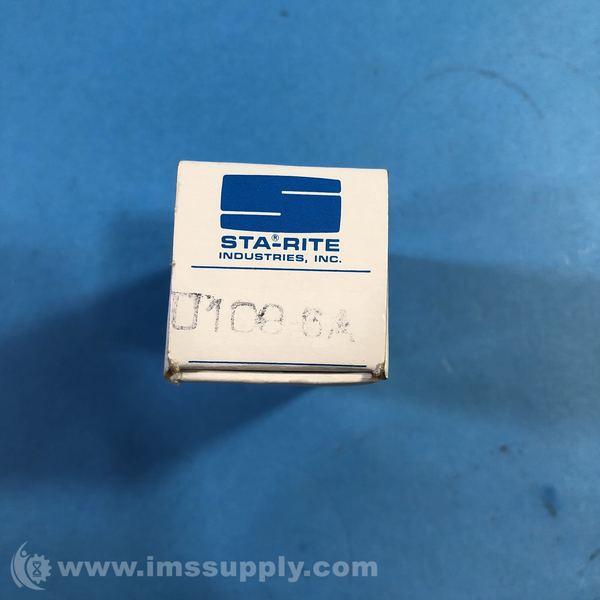 STA-RITE®
INDUSTRIES, INC.
U108-6A
www.imssupply.com